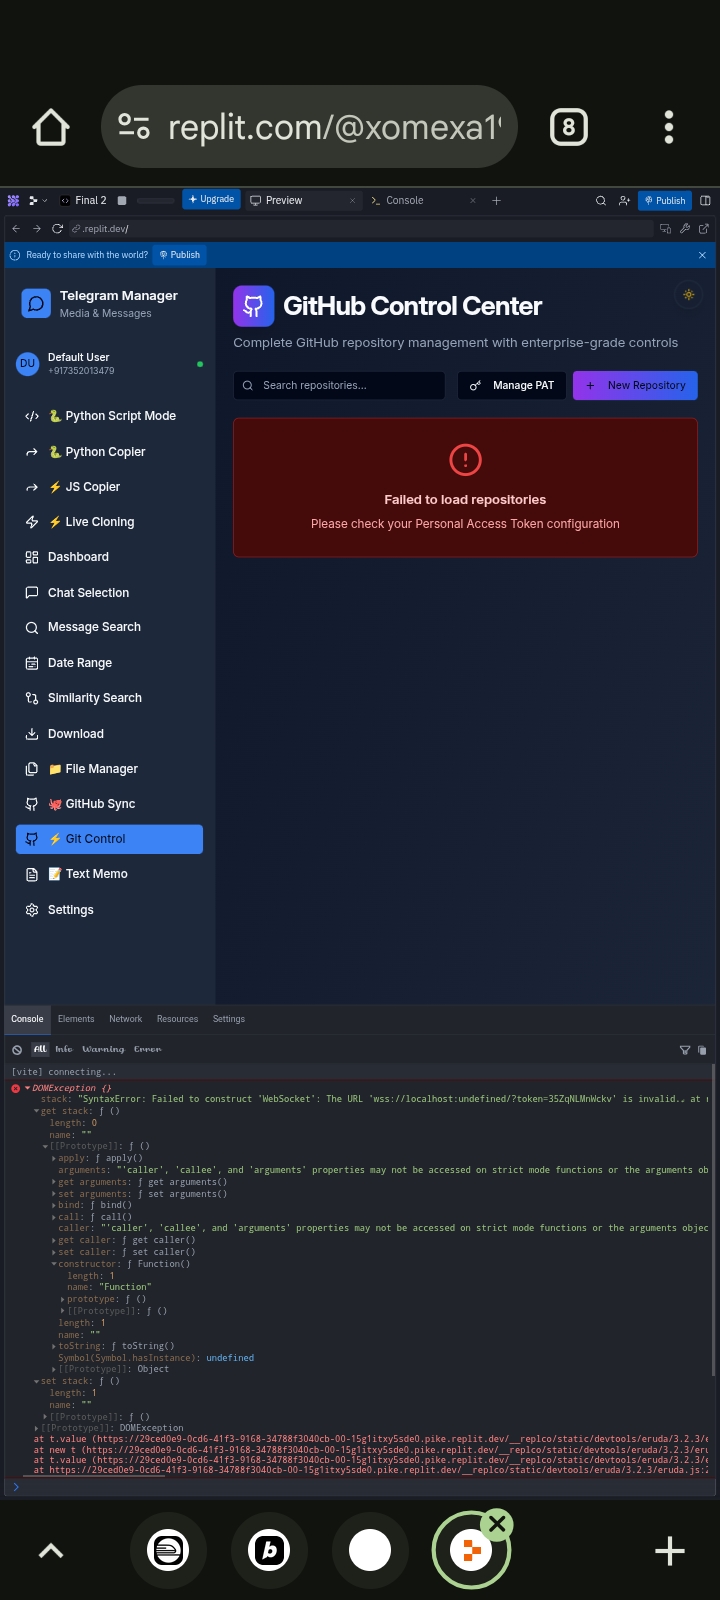 replit.com/@xomexa1
8
Final 2
Upgrade
Preview
Console
Publish
.replit.dev/
Ready to share with the world?
Publish
Telegram Manager
Media & Messages
DU
Default User
+917352013479
🐍 Python Script Mode
🐍 Python Copier
⚡ JS Copier
⚡ Live Cloning
Dashboard
Chat Selection
Message Search
Date Range
Similarity Search
Download
📁 File Manager
🐙 GitHub Sync
⚡ Git Control
📝 Text Memo
Settings
GitHub Control Center
Complete GitHub repository management with enterprise-grade controls
Search repositories...
Manage PAT
New Repository
Failed to load repositories
Please check your Personal Access Token configuration
Console Elements Network Resources Settings
All Info Warning Error
[vite] connecting...
DOMException {}
stack: "SyntaxError: Failed to construct 'WebSocket': The URL 'wss://localhost:undefined/?token=35ZqNLMnWckv' is invalid.. at
get stack: ƒ ()
length: 0
name: ""
[[Prototype]]: ƒ ()
apply: ƒ apply()
arguments: "'caller', 'callee', and 'arguments' properties may not be accessed on strict mode functions or the arguments ob
get arguments: ƒ get arguments()
set arguments: ƒ set arguments()
bind: ƒ bind()
call: ƒ call()
caller: "'caller', 'callee', and 'arguments' properties may not be accessed on strict mode functions or the arguments objec
get caller: ƒ get caller()
set caller: ƒ set caller()
constructor: ƒ Function()
length: 1
name: "Function"
prototype: ƒ ()
[[Prototype]]: ƒ ()
length: 1
name: ""
toString: ƒ toString()
Symbol(Symbol.hasInstance): undefined
[[Prototype]]: Object
set stack: ƒ ()
length: 1
name: ""
[[Prototype]]: ƒ ()
[[Prototype]]: DOMException
at t.value (https://29ced0e9-0cd6-41f3-9168-34788f3040cb-00-15g1itxy5sde0.pike.replit.dev/__replco/static/devtools/eruda/3.2.3/e
at new t (https://29ced0e9-0cd6-41f3-9168-34788f3040cb-00-15g1itxy5sde0.pike.replit.dev/__replco/static/devtools/eruda/3.2.3/eru
at t.value (https://29ced0e9-0cd6-41f3-9168-34788f3040cb-00-15g1itxy5sde0.pike.replit.dev/__replco/static/devtools/eruda/3.2.3/e
at https://29ced0e9-0cd6-41f3-9168-34788f3040cb-00-15g1itxy5sde0.pike.replit.dev/__replco/static/devtools/eruda/3.2.3/eruda.js:2
b